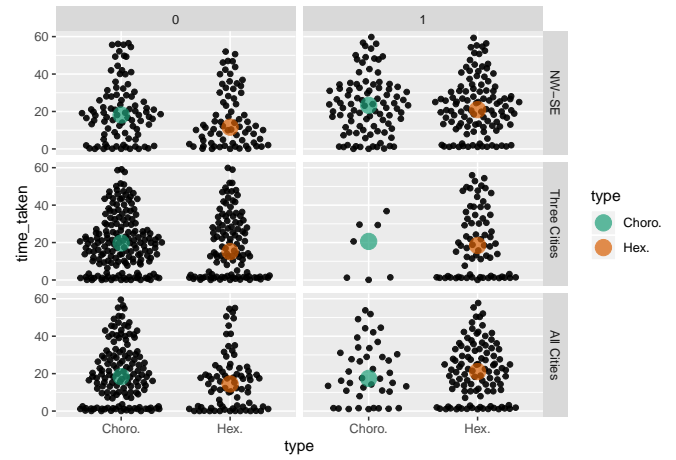 0
1
60
40
20
0
NW−SE
60
40
20
0
Three Cities
60
40
20
0
All Cities
time_taken
Choro.
Hex.
Choro.
Hex.
type
type
Choro.
Hex.